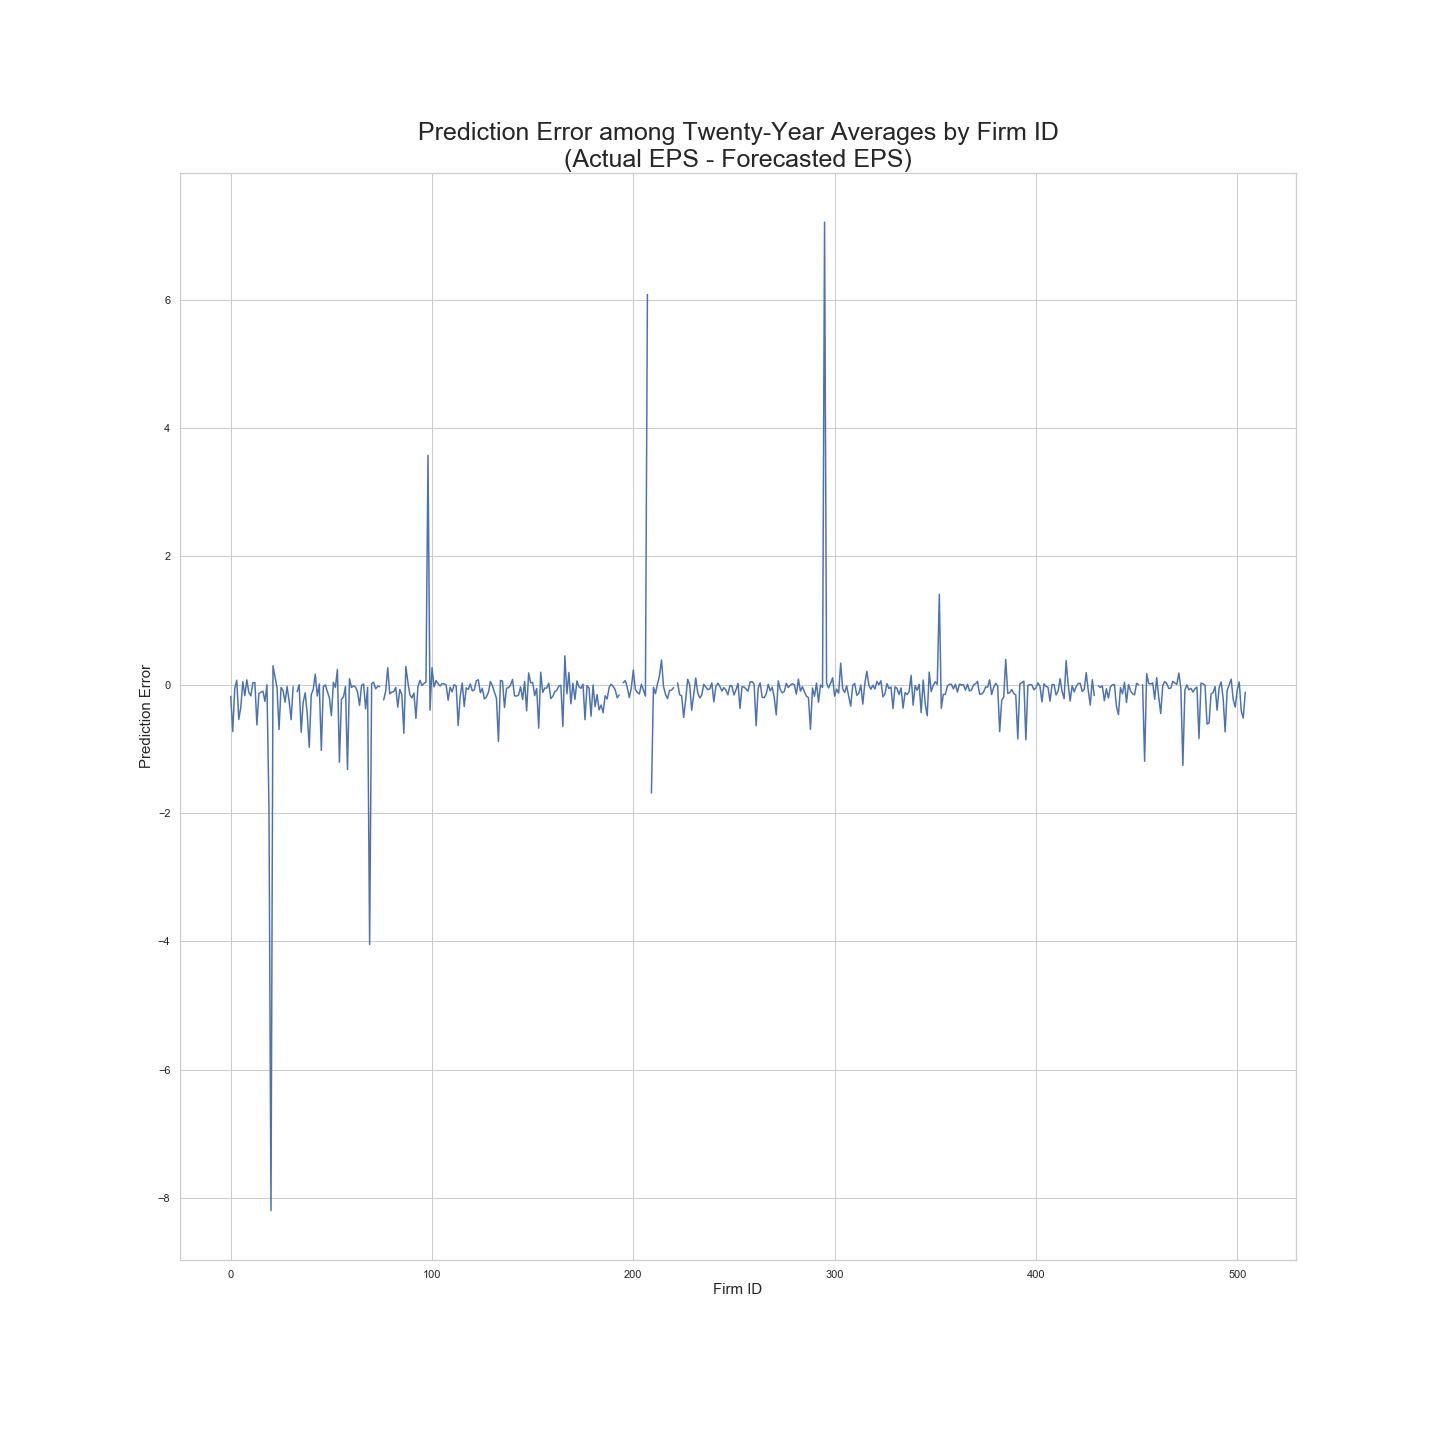 Prediction Error among Twenty-Year Averages by Firm ID
(Actual EPS - Forecasted EPS)
6
4
2
0
−2
−4
−6
−8
Prediction Error
0 100 200 300 400 500
Firm ID